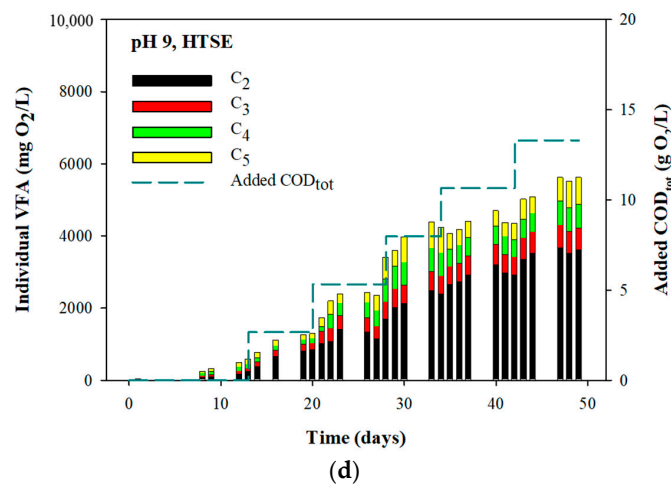 pH 9, HTSE
C2
C3
C4
C5
Added CODtot
Individual VFA (mg O2/L)
10,000
8000
6000
4000
2000
0
20
15
10
5
0
Added CODtot (g O2/L)
0 10 20 30 40 50
Time (days)
(d)